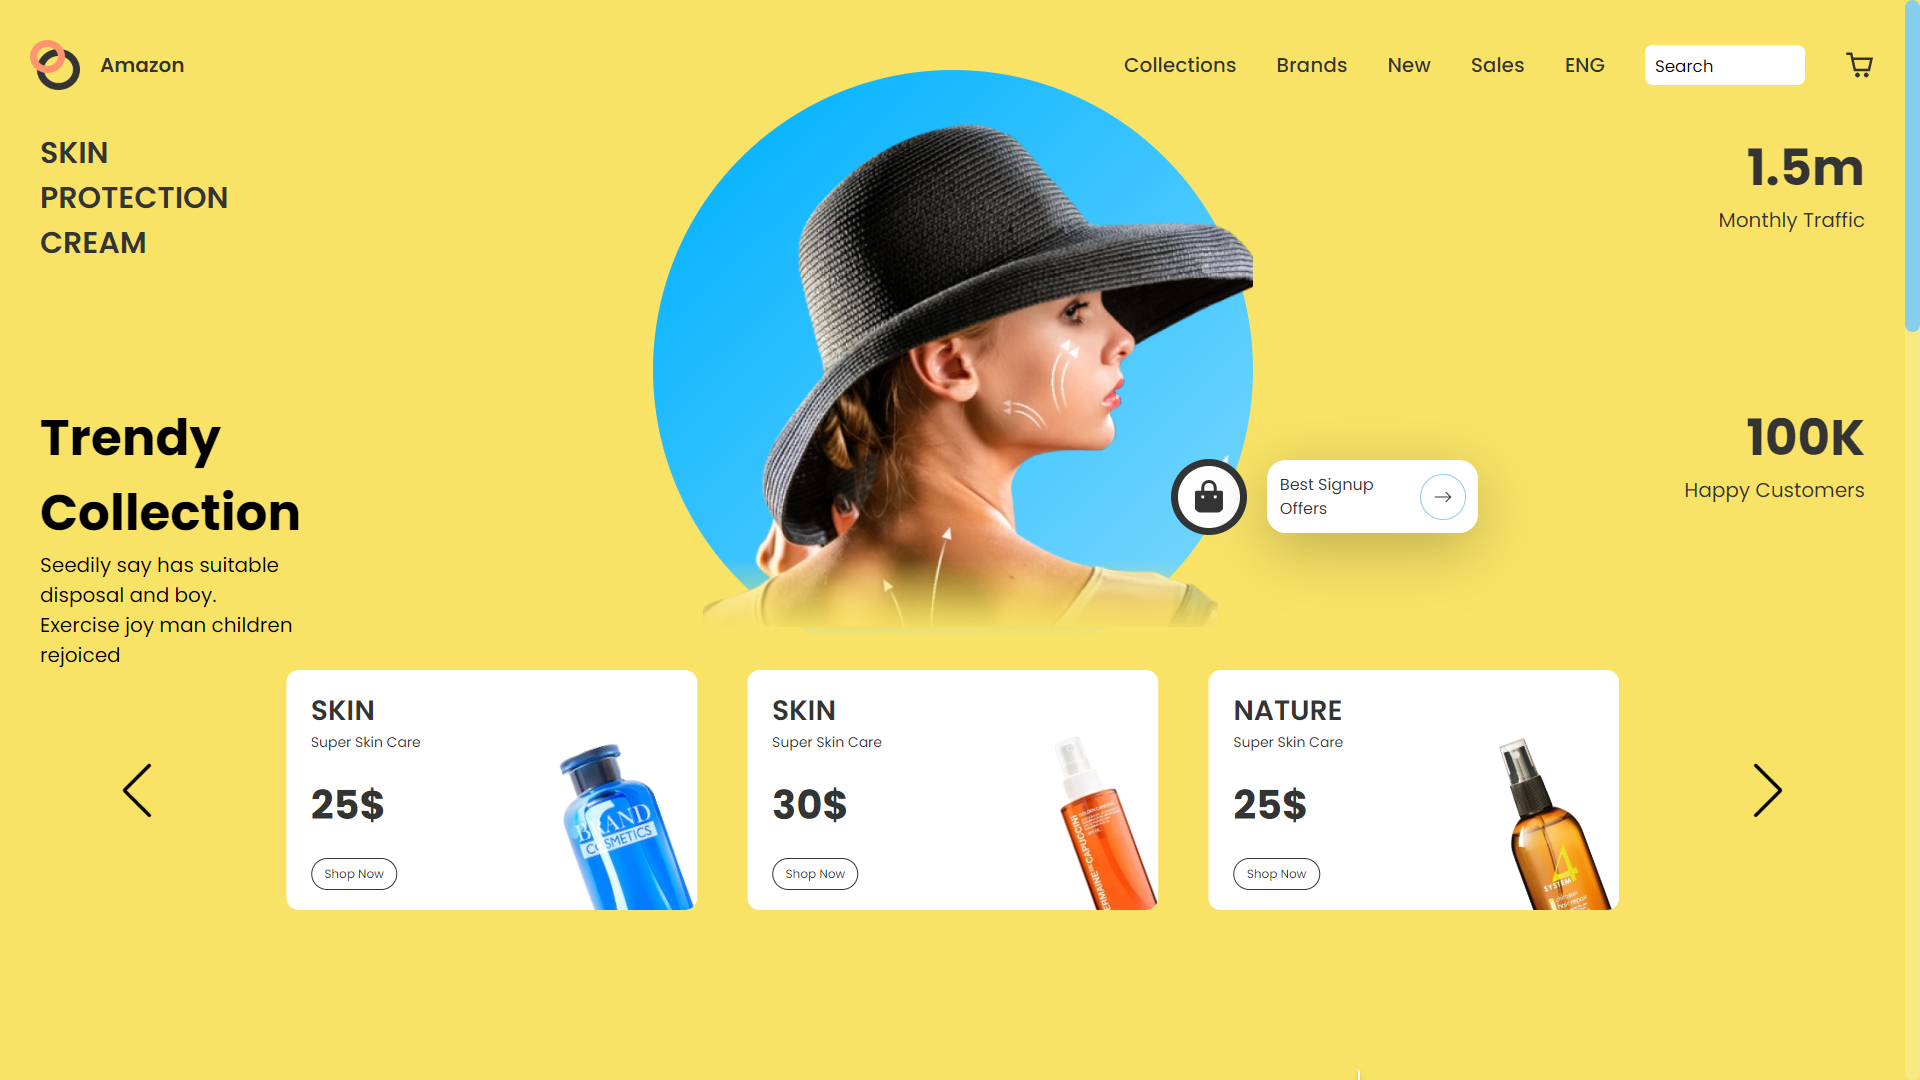 Amazon
Collections
Brands
New
Sales
ENG
Search
SKIN
PROTECTION
CREAM
1.5m
Monthly Traffic
Trendy
Collection
Seedily say has suitable
disposal and boy.
Exercise joy man children
rejoiced
Best Signup
Offers
100K
Happy Customers
SKIN
Super Skin Care
25$
Shop Now
BRAND
COSMETICS
SKIN
Super Skin Care
30$
Shop Now
NATURE
Super Skin Care
25$
Shop Now
4
SYSTEM